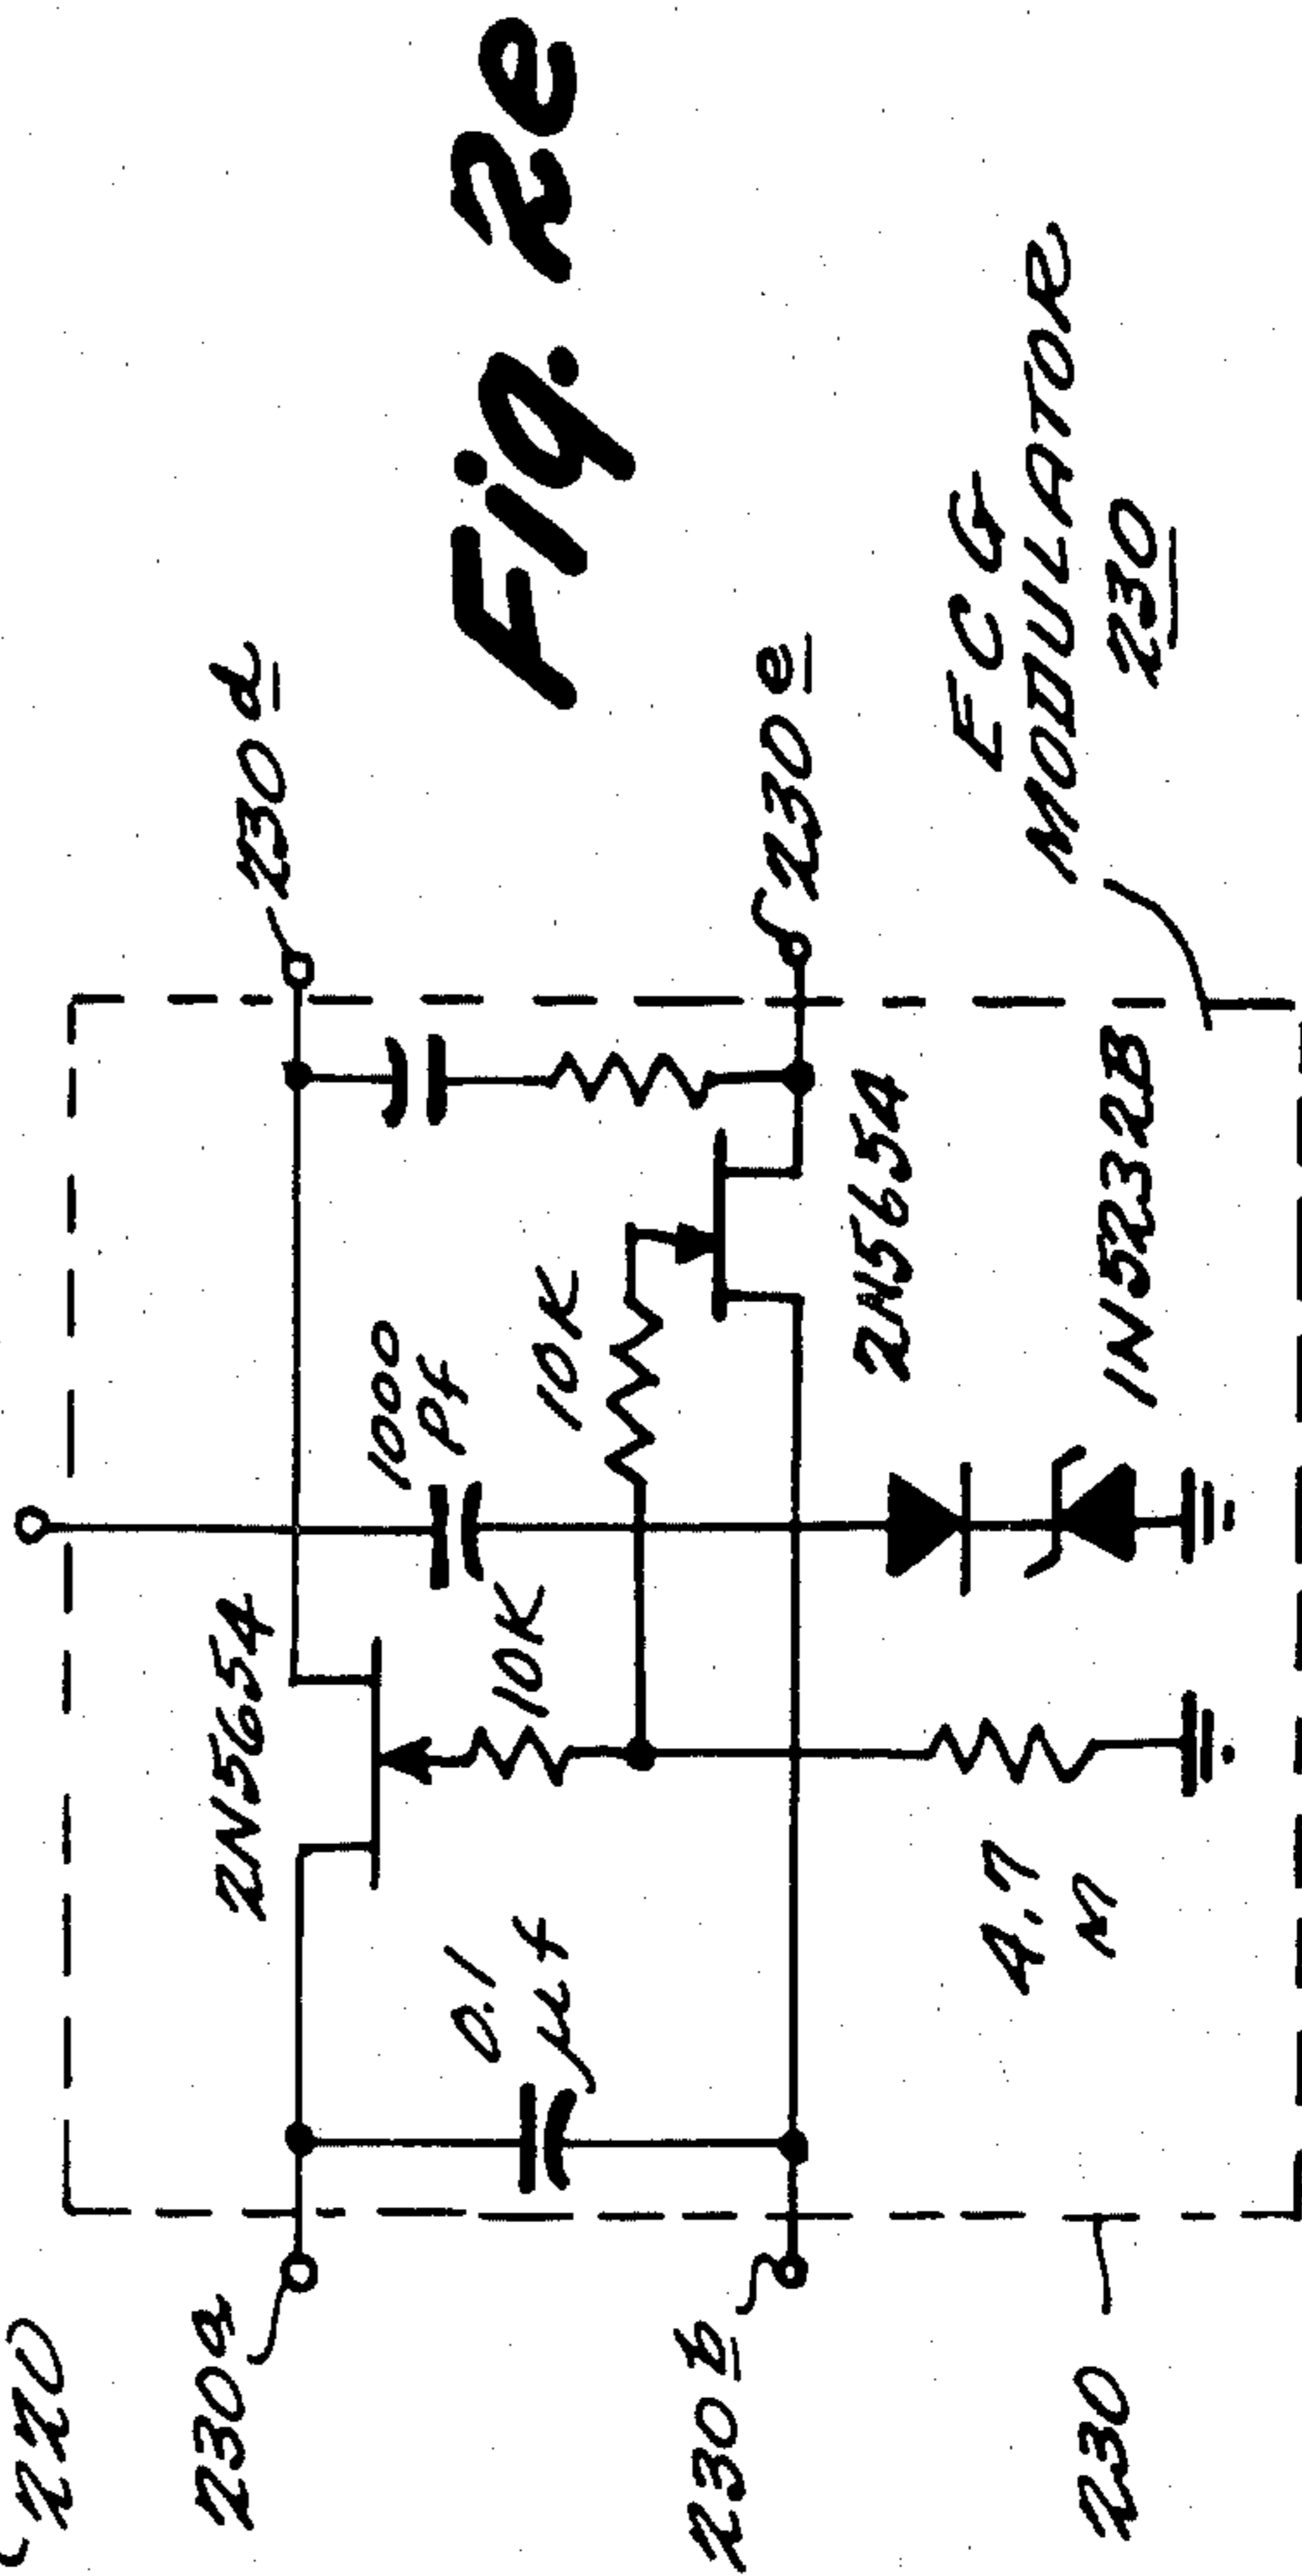 220
230a
230b
230
0.1
µf
4.7
M
2N5654
10K
1000
pf
10K
2N5654
1N5232B
230d
230e
ECG
MODULATOR
230
Fig. 2e